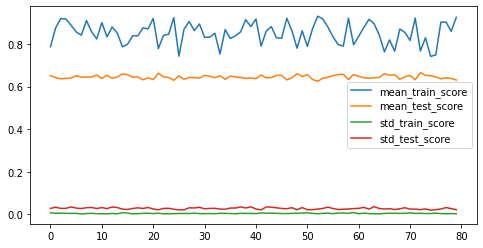 0.8
0.6
0.4
0.2
0.0
mean_train_score
mean_test_score
std_train_score
std_test_score
0 10 20 30 40 50 60 70 80